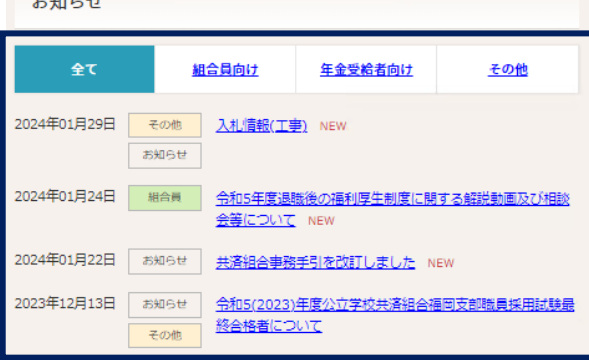 お知らせ
全て 組合員向け 年金受給者向け その他
2024年01月29日 その他 入札情報(工事) NEW
お知らせ
2024年01月24日 組合員 令和5年度退職後の福利厚生制度に関する解説動画及び相談
会等について NEW
2024年01月22日 お知らせ 共済組合事務手引を改訂しました NEW
2023年12月13日 お知らせ 令和5(2023)年度公立学校共済組合福岡支部職員採用試験最
その他 終合格者について